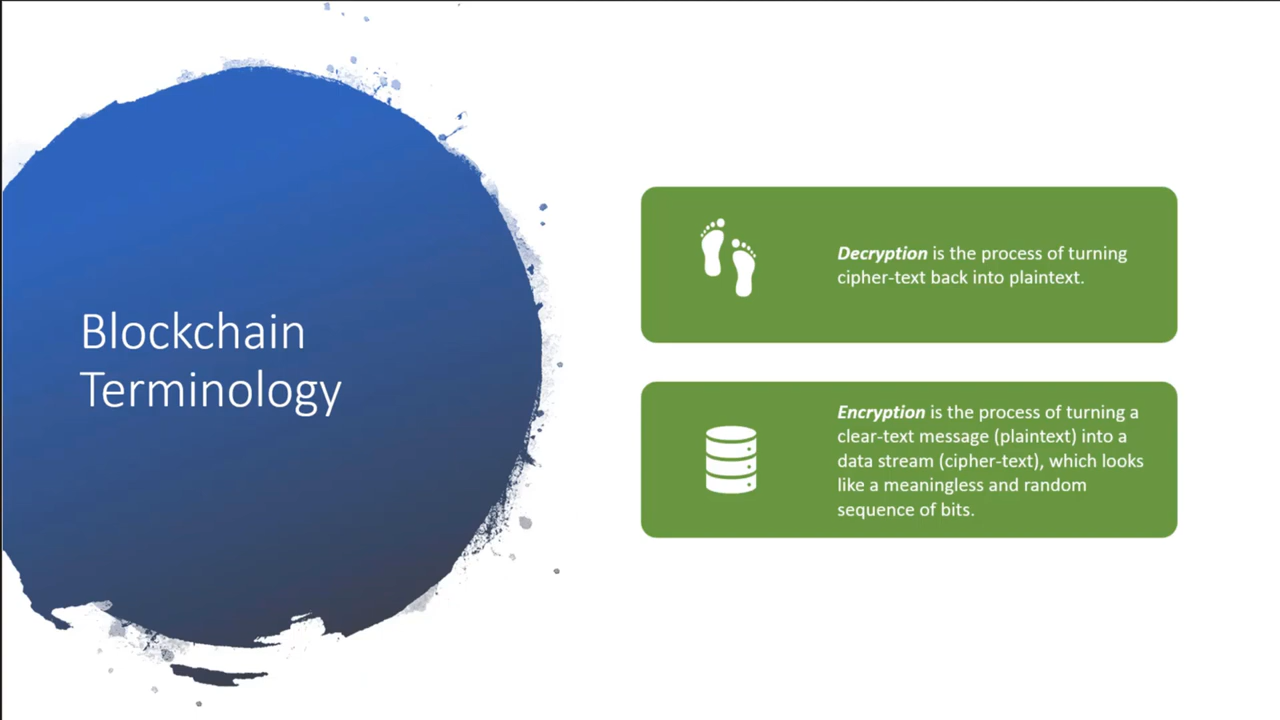 Blockchain
Terminology
Decryption is the process of turning
cipher-text back into plaintext.
Encryption is the process of turning a
clear-text message (plaintext) into a
data stream (cipher-text), which looks
like a meaningless and random
sequence of bits.